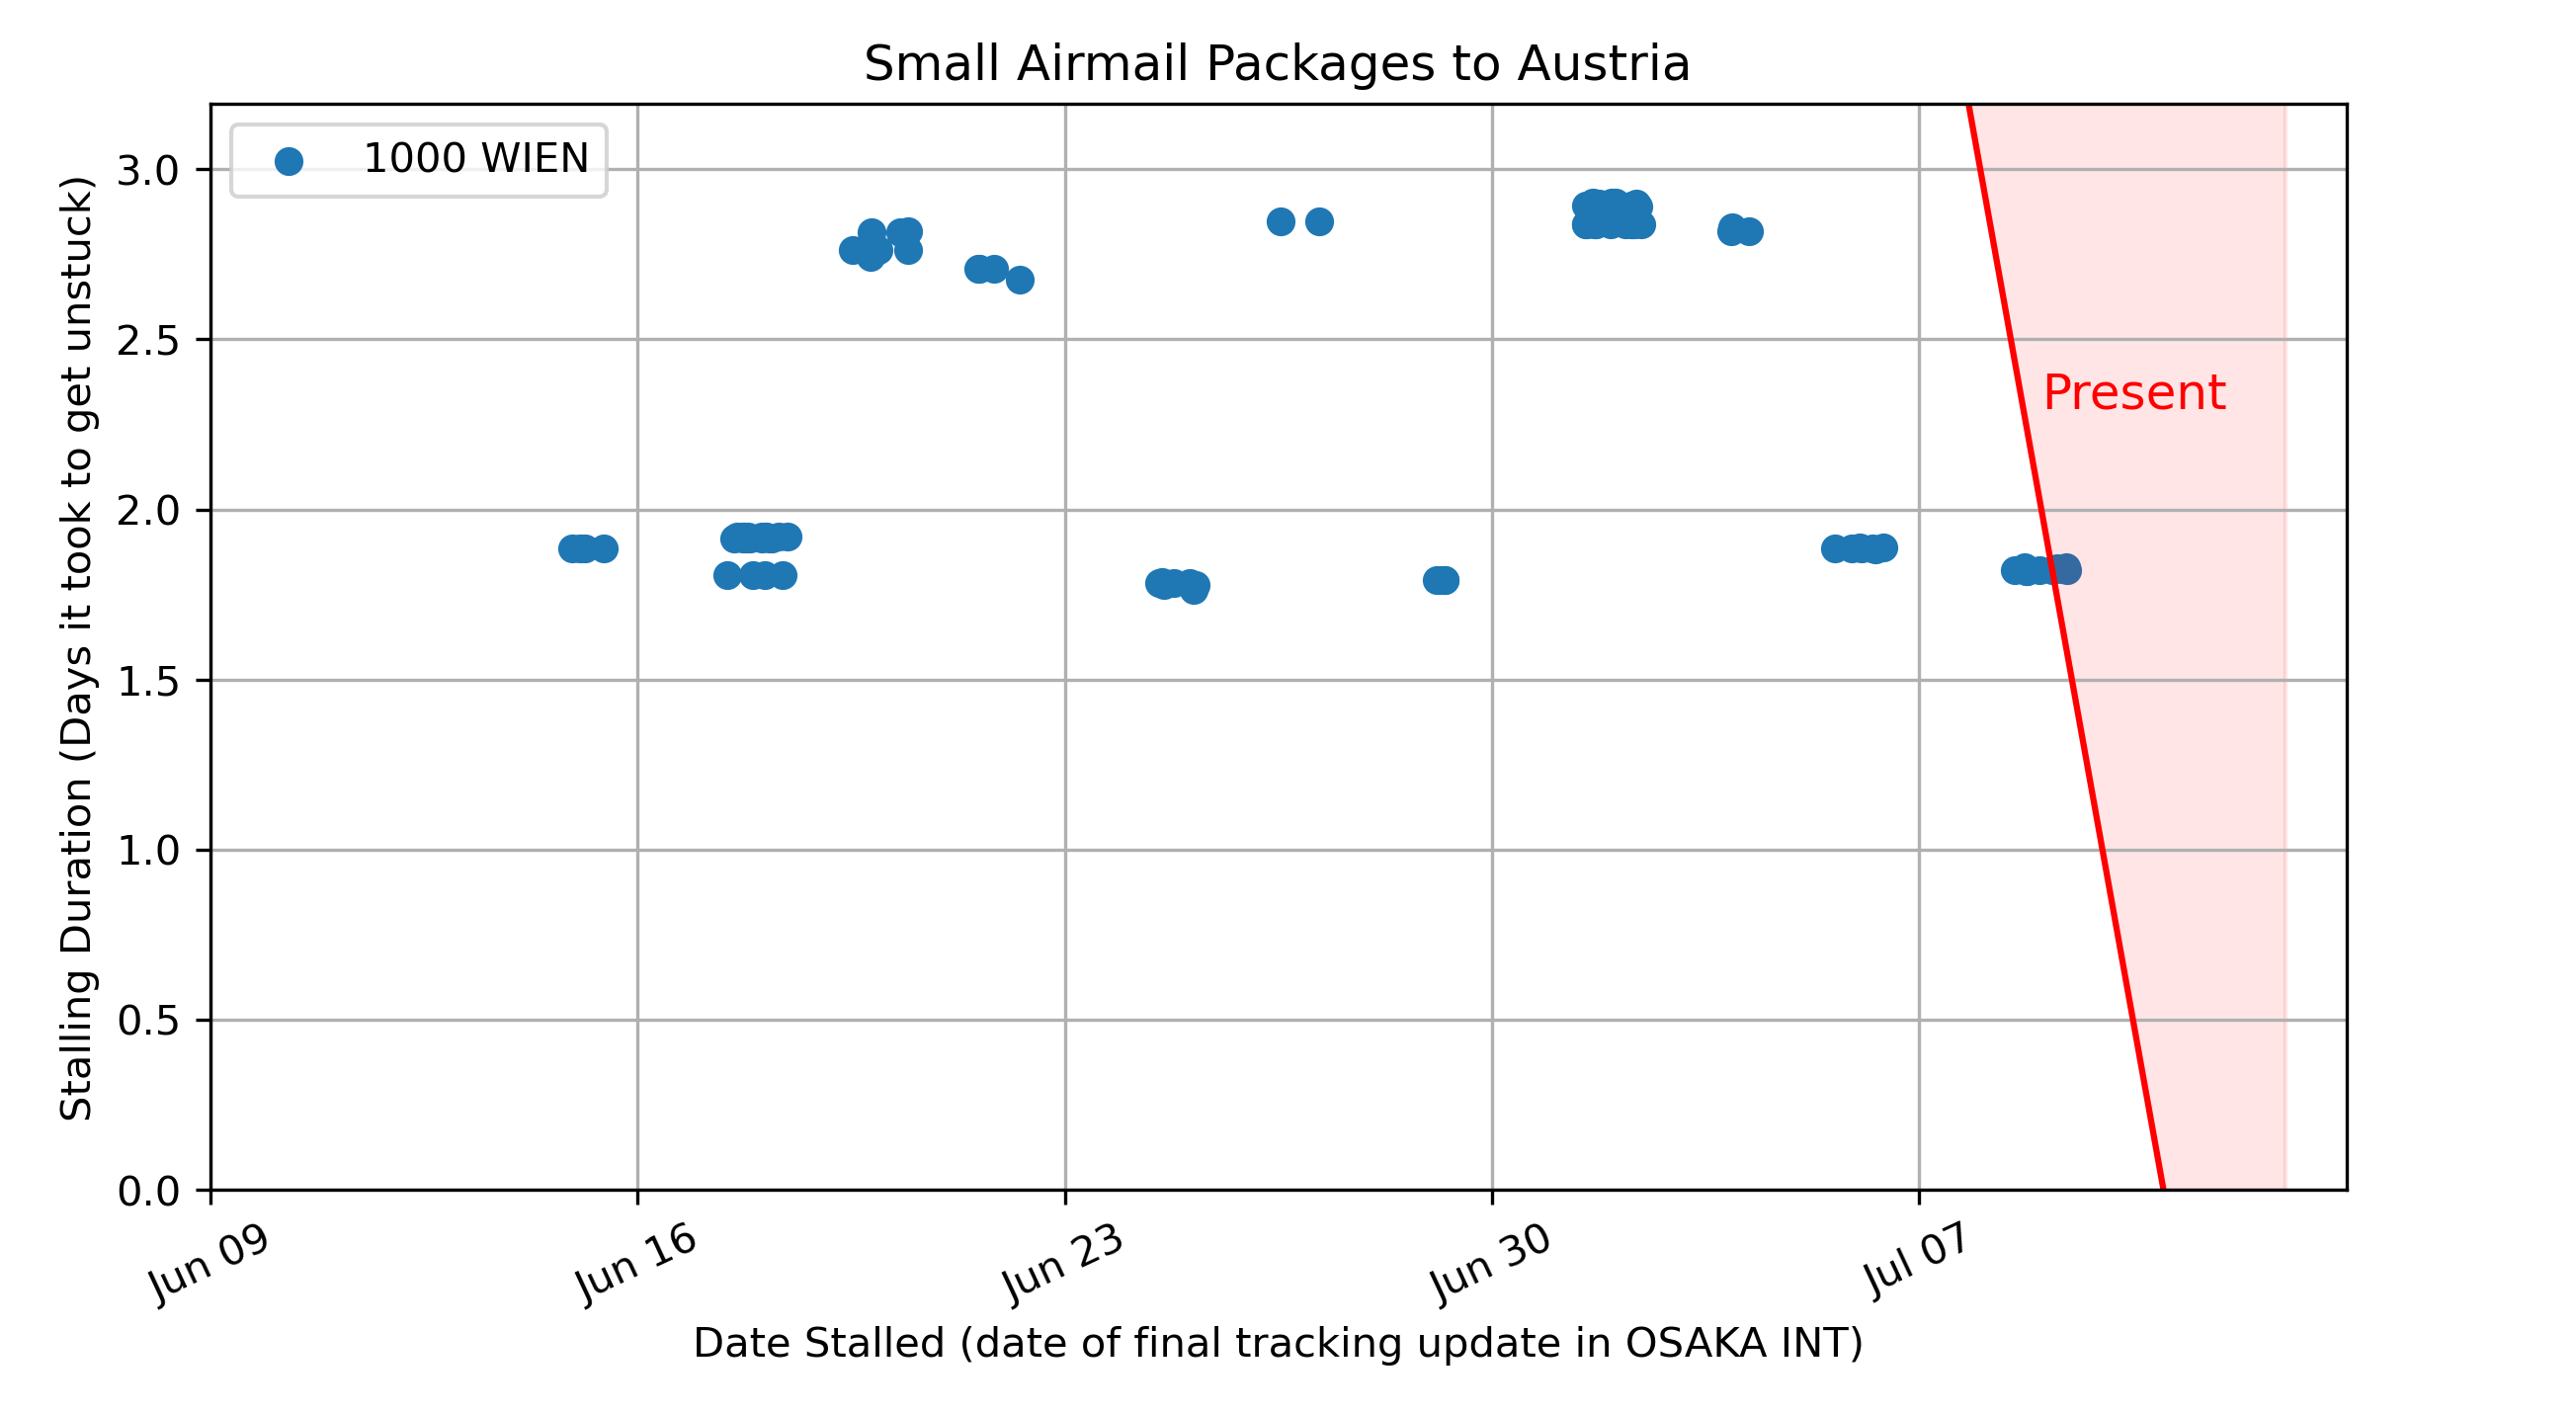 Small Airmail Packages to Austria
1000 WIEN
Present
Stalling Duration (Days it took to get unstuck)
3.0
2.5
2.0
1.5
1.0
0.5
0.0
Jun 09
Jun 16
Jun 23
Jun 30
Jul 07
Date Stalled (date of final tracking update in OSAKA INT)